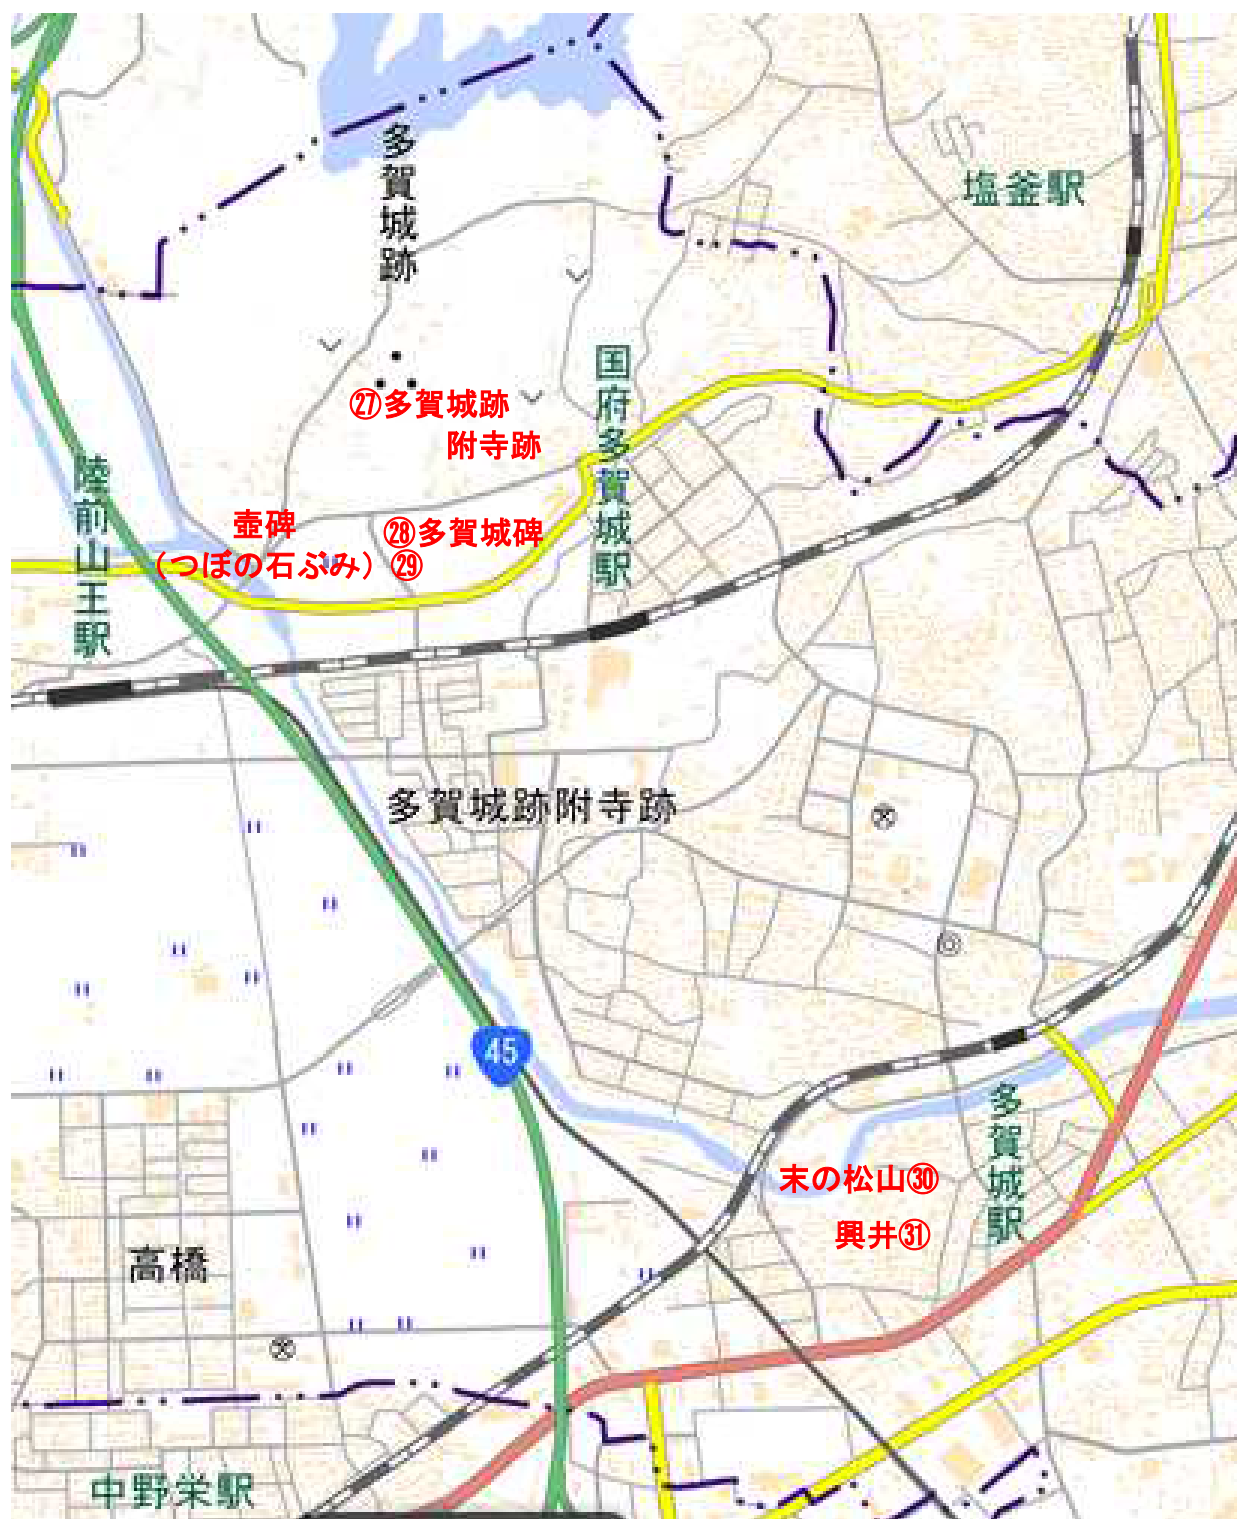 多賀城跡
塩釜駅
国府多賀城駅
㉗多賀城跡
附寺跡
陸前山王駅
壺碑
(つぼの石ぶみ)㉙
㉘多賀城碑
多賀城跡附寺跡
45
多賀城駅
末の松山㉚
興井㉛
高橋
中野栄駅